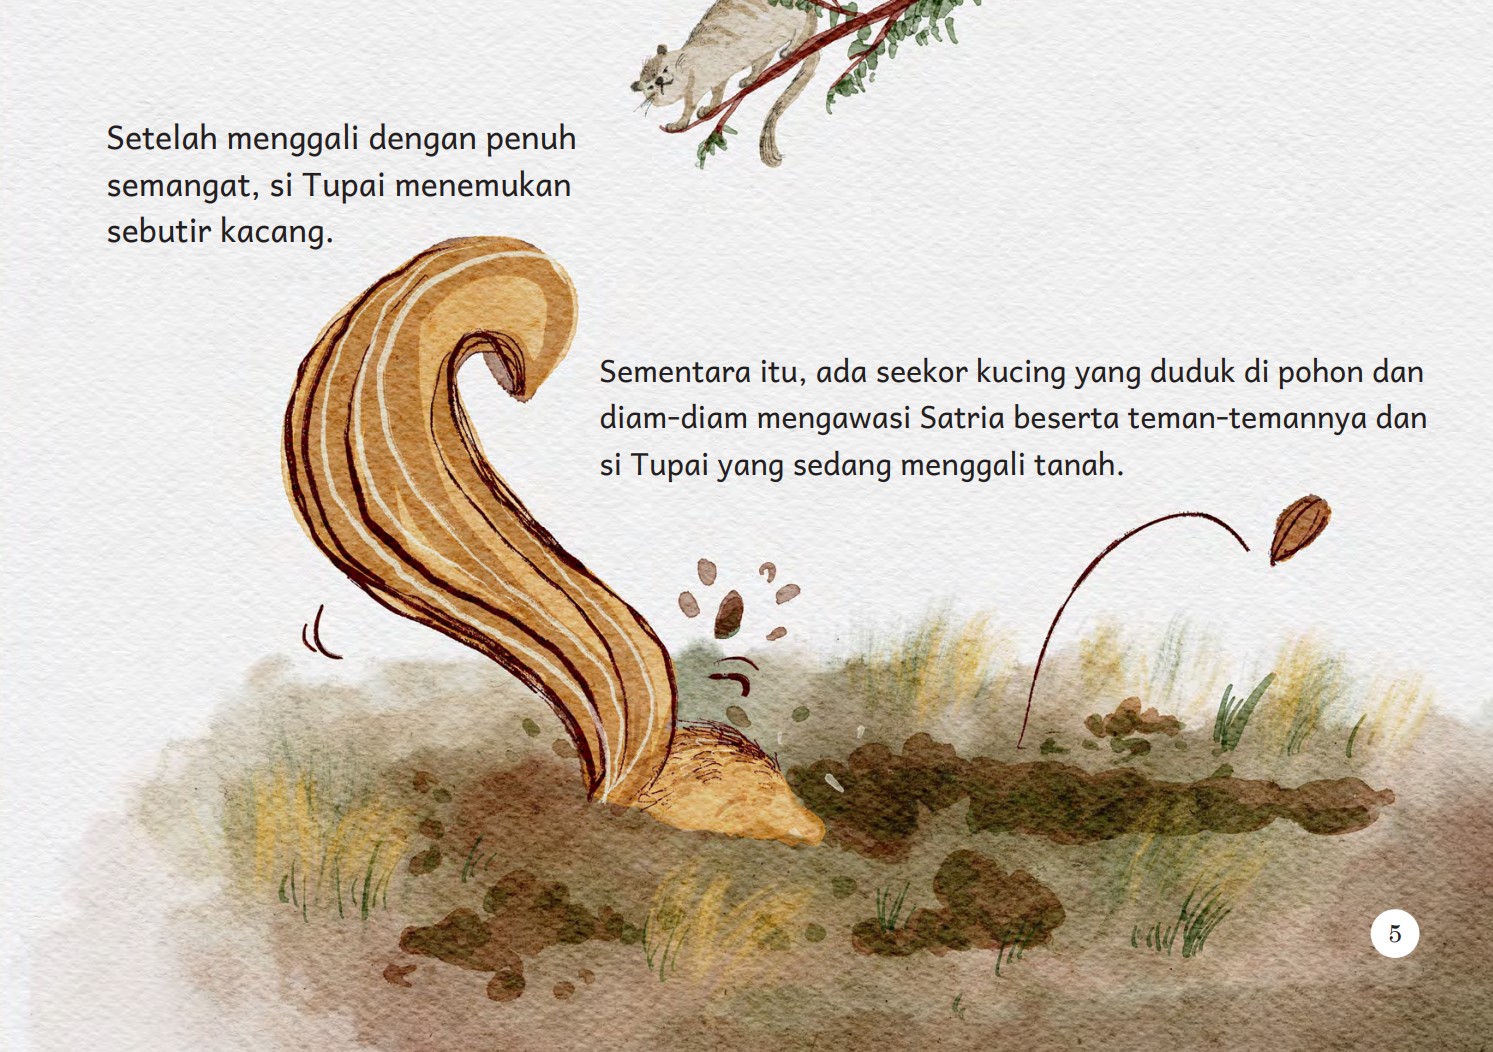 Setelah menggali dengan penuh
semangat, si Tupai menemukan
sebutir kacang.
Sementara itu, ada seekor kucing yang duduk di pohon dan
diam-diam mengawasi Satria beserta teman-temannya dan
si Tupai yang sedang menggali tanah.
5